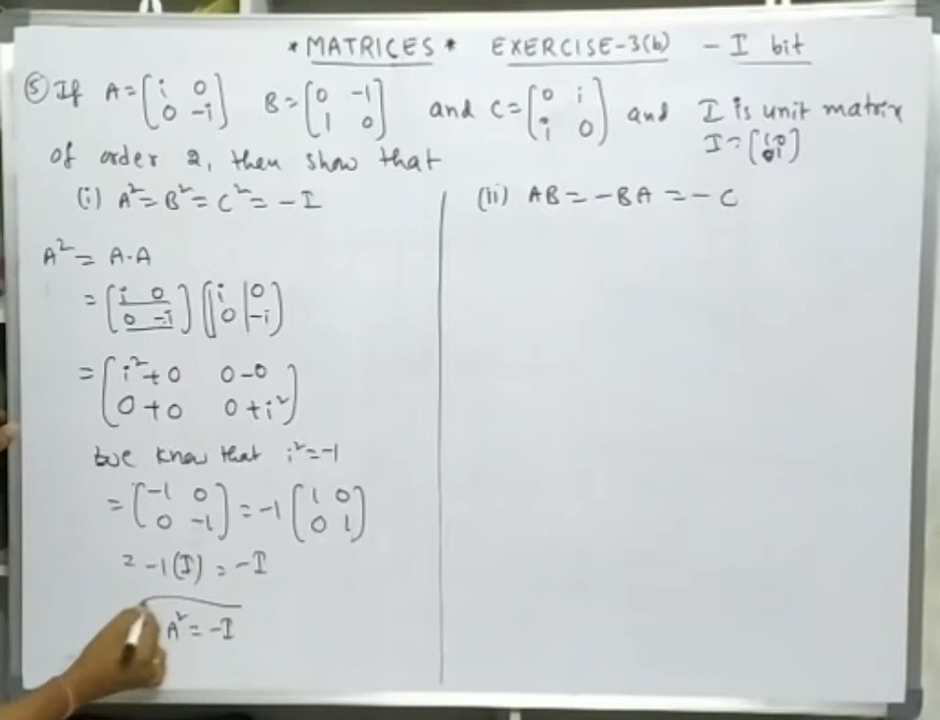 *MATRICES* EXERCISE-3(b) - I bit
⑤ If A = [i 0; 0 -i] B = [0 -1; 1 0] and C = [0 i; i 0] and I is unit matrix
I = [1 0; 0 1]
of order 2, then show that
(i) A² = B² = C² = -I
A² = A·A
= [i 0; 0 -i] [i 0; 0 -i]
= [i²+0 0-0; 0+0 0+i²]
We know that i² = -1
= [-1 0; 0 -1] = -1 [1 0; 0 1]
= -1(I) = -I
A² = -I
(ii) AB = -BA = -C